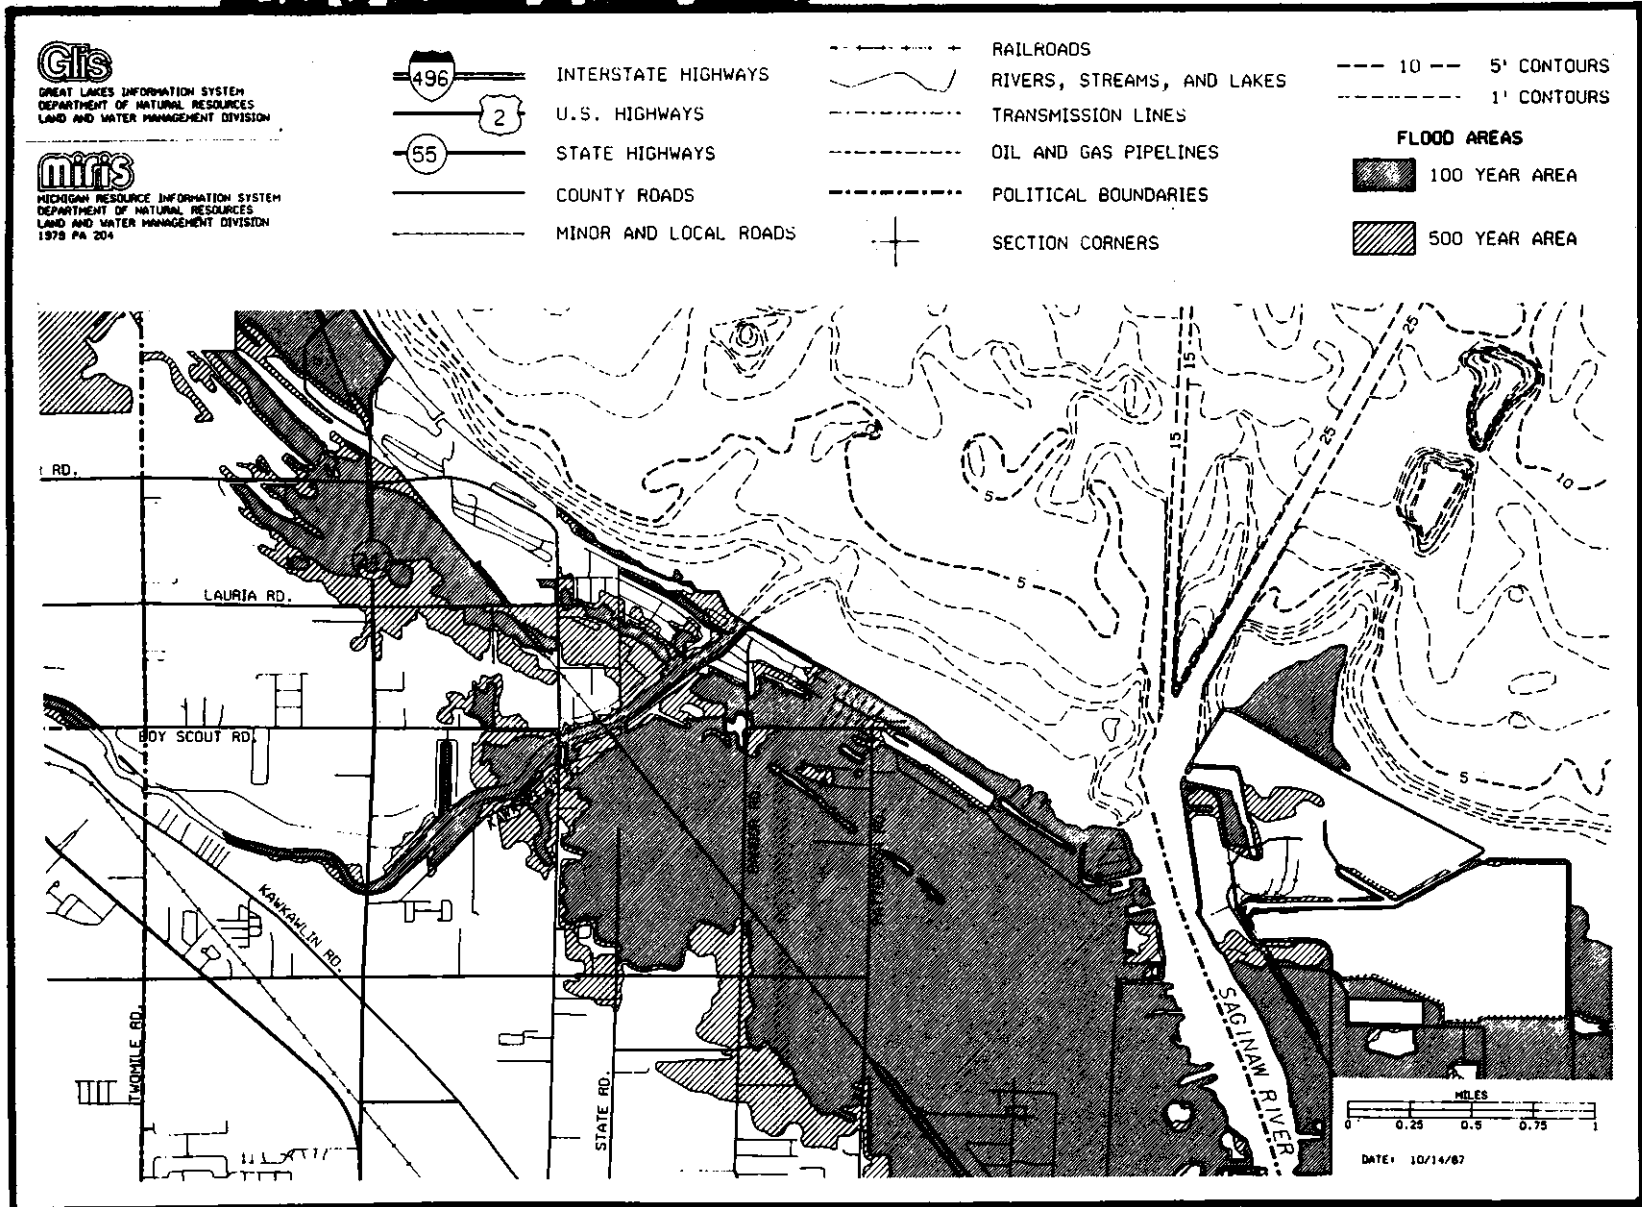 Glis
GREAT LAKES INFORMATION SYSTEM
DEPARTMENT OF NATURAL RESOURCES
LAND AND WATER MANAGEMENT DIVISION
miris
MICHIGAN RESOURCE INFORMATION SYSTEM
DEPARTMENT OF NATURAL RESOURCES
LAND AND WATER MANAGEMENT DIVISION
1979 PA 204
496 INTERSTATE HIGHWAYS
2 U.S. HIGHWAYS
55 STATE HIGHWAYS
COUNTY ROADS
MINOR AND LOCAL ROADS
RAILROADS
RIVERS, STREAMS, AND LAKES
TRANSMISSION LINES
OIL AND GAS PIPELINES
POLITICAL BOUNDARIES
SECTION CORNERS
10 5' CONTOURS
1' CONTOURS
FLOOD AREAS
100 YEAR AREA
500 YEAR AREA
15
15
25
25
10
5
5
5
RD.
LAURIA RD.
BOY SCOUT RD.
KAWKAWLIN RD.
TWOMILE RD.
STATE RD.
SAGINAW RIVER
MILES
0 0.25 0.5 0.75 1
DATE: 10/14/87